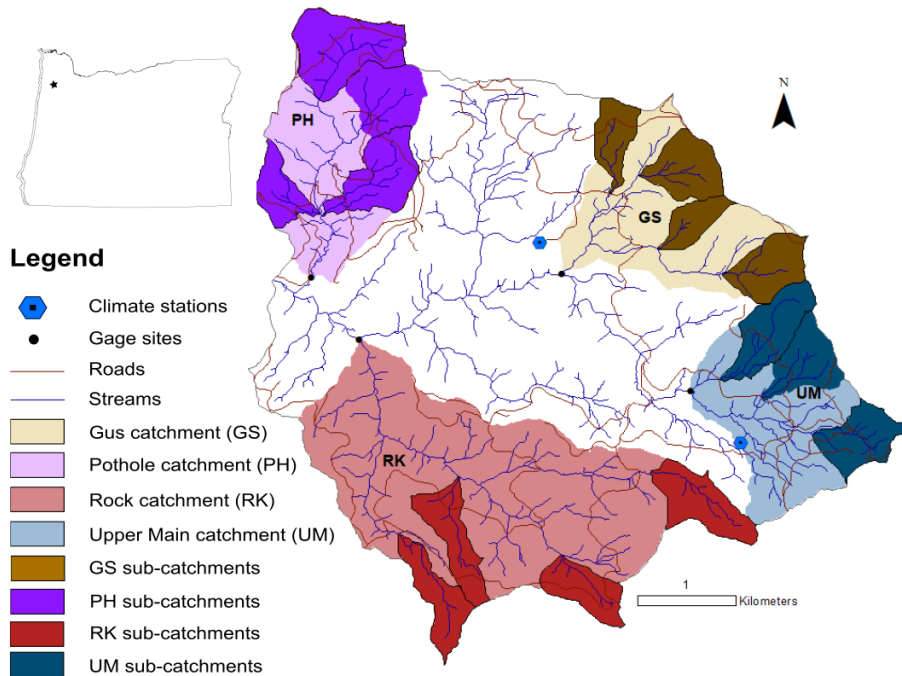 PH
N
GS
UM
RK
1
Kilometers
Legend
Climate stations
Gage sites
Roads
Streams
Gus catchment (GS)
Pothole catchment (PH)
Rock catchment (RK)
Upper Main catchment (UM)
GS sub-catchments
PH sub-catchments
RK sub-catchments
UM sub-catchments